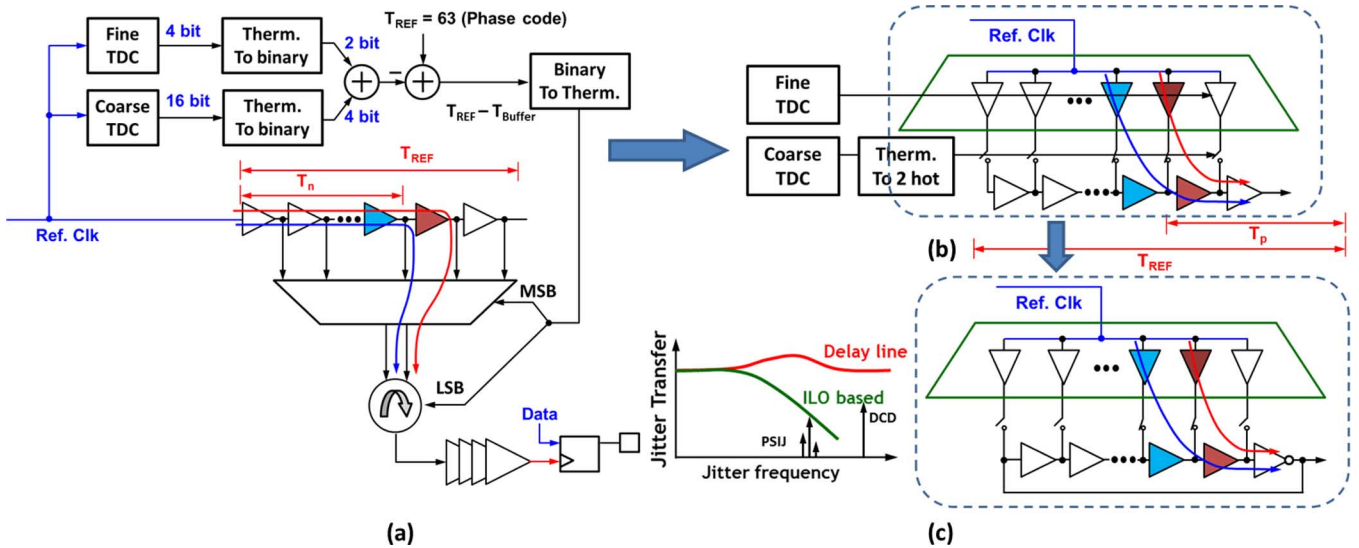 T_REF = 63 (Phase code)
Fine
TDC
4 bit
Therm.
To binary
2 bit
Coarse
TDC
16 bit
Therm.
To binary
4 bit
+
−
+
T_REF − T_Buffer
Binary
To Therm.
T_REF
T_n
Ref. Clk
MSB
LSB
Data
(a)
Fine
TDC
Coarse
TDC
Therm.
To 2 hot
Ref. Clk
T_p
(b)
T_REF
Ref. Clk
Jitter Transfer
Delay line
ILO based
PSIJ
DCD
Jitter frequency
(c)